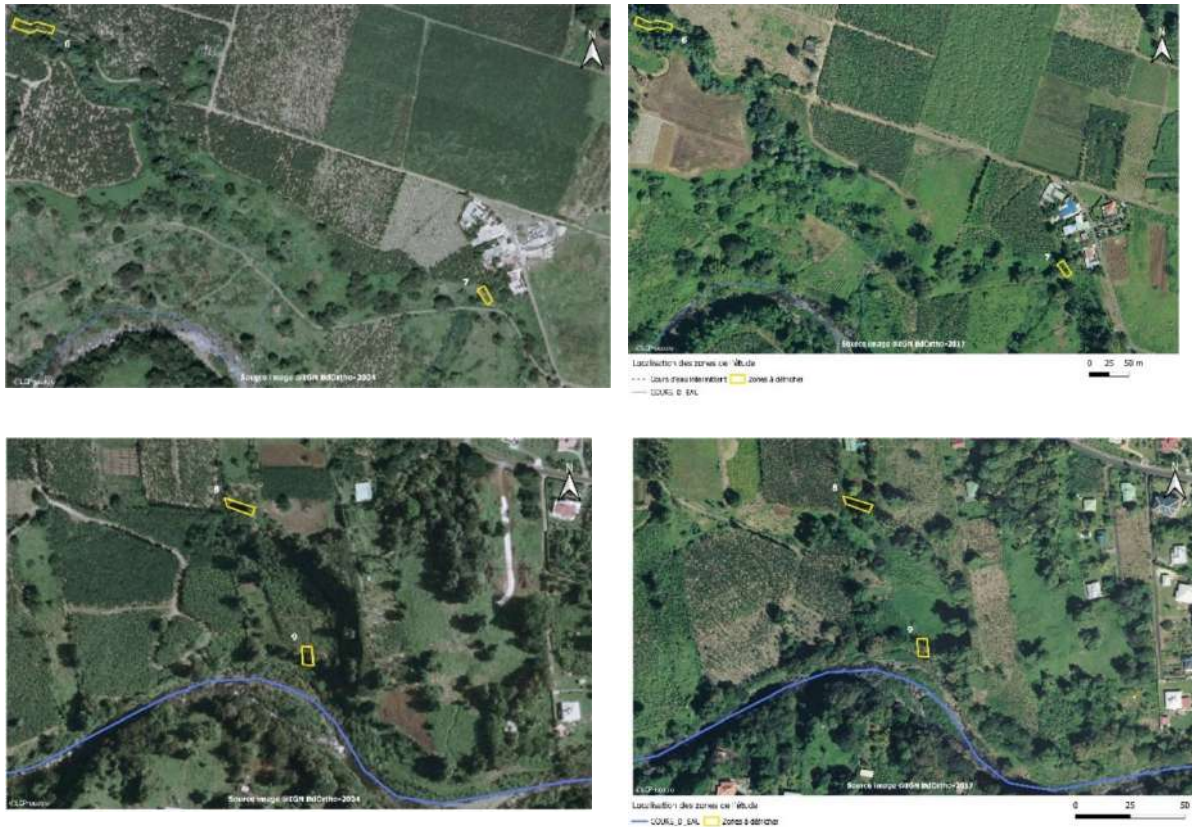 6
N
7
Source image @IGN BdOrtho-2004
6
N
7
Source image @IGN BdOrtho-2017
Localisation des zones de l'étude
0 25 50 m
Cours d'eau intermittent Zones à défricher
COURS_D_EAU
8
N
9
Source image @IGN BdOrtho-2004
8
N
9
Source image @IGN BdOrtho-2017
Localisation des zones de l'étude
0 25 50
COURS_D_EAU Zones à défricher